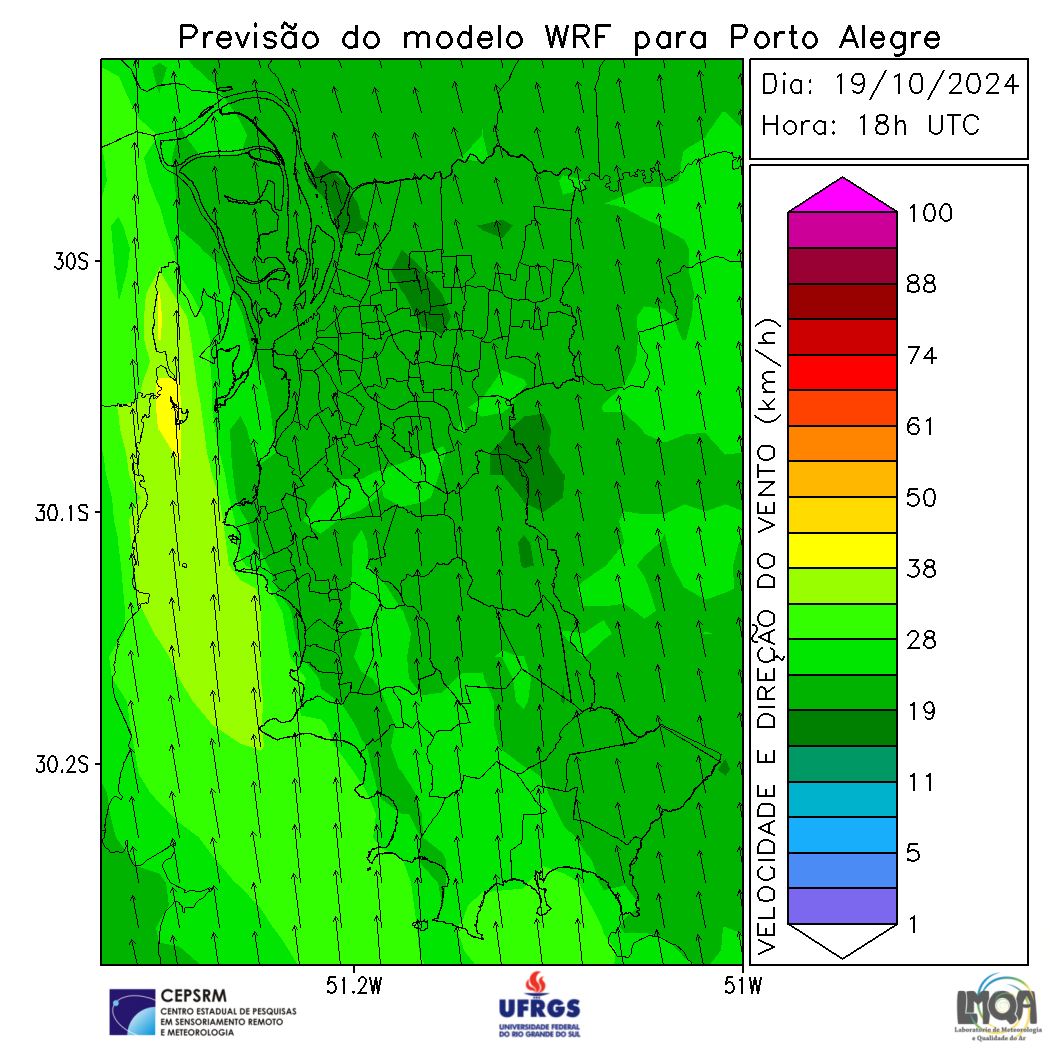 Previsão do modelo WRF para Porto Alegre
Dia: 19/10/2024
Hora: 18h UTC
30S
30.1S
30.2S
51.2W
51W
VELOCIDADE E DIREÇÃO DO VENTO (km/h)
100
88
74
61
50
38
28
19
11
5
1
CEPSRM
CENTRO ESTADUAL DE PESQUISAS
EM SENSORIAMENTO REMOTO
E METEOROLOGIA
UFRGS
UNIVERSIDADE FEDERAL
DO RIO GRANDE DO SUL
LMQA
Laboratório de Meteorologia
e Qualidade do Ar